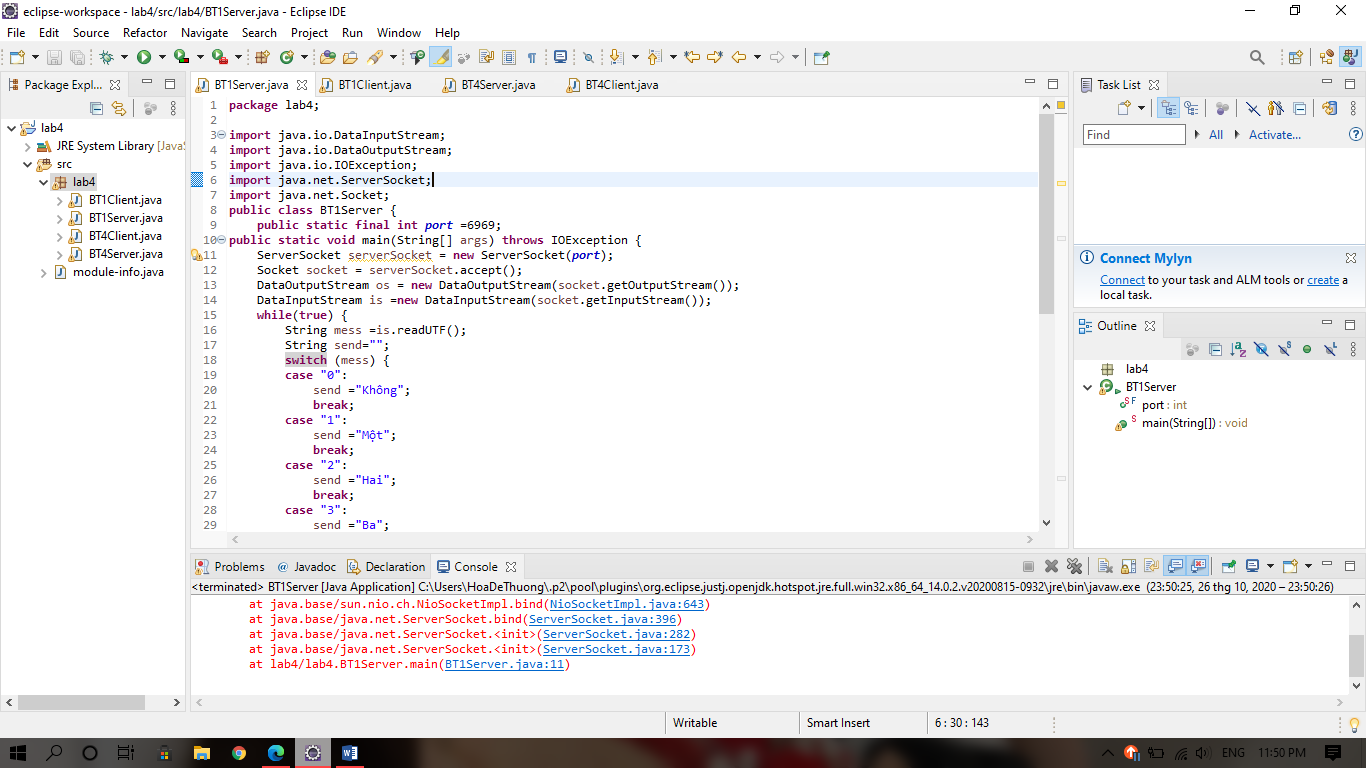 eclipse-workspace - lab4/src/lab4/BT1Server.java - Eclipse IDE
File Edit Source Refactor Navigate Search Project Run Window Help
Package Expl...
lab4
JRE System Library [JavaS
src
lab4
BT1Client.java
BT1Server.java
BT4Client.java
BT4Server.java
module-info.java
BT1Server.java BT1Client.java BT4Server.java BT4Client.java
1 package lab4;
2
3 import java.io.DataInputStream;
4 import java.io.DataOutputStream;
5 import java.io.IOException;
6 import java.net.ServerSocket;
7 import java.net.Socket;
8 public class BT1Server {
9 public static final int port =6969;
10 public static void main(String[] args) throws IOException {
11 ServerSocket serverSocket = new ServerSocket(port);
12 Socket socket = serverSocket.accept();
13 DataOutputStream os = new DataOutputStream(socket.getOutputStream());
14 DataInputStream is =new DataInputStream(socket.getInputStream());
15 while(true) {
16 String mess =is.readUTF();
17 String send="";
18 switch (mess) {
19 case "0":
20 send ="Không";
21 break;
22 case "1":
23 send ="Một";
24 break;
25 case "2":
26 send ="Hai";
27 break;
28 case "3":
29 send ="Ba";
Task List
Find All Activate...
Connect Mylyn
Connect to your task and ALM tools or create a
local task.
Outline
lab4
BT1Server
port : int
main(String[]) : void
Problems @ Javadoc Declaration Console
<terminated> BT1Server [Java Application] C:\Users\HoaDeThuong\.p2\pool\plugins\org.eclipse.justj.openjdk.hotspot.jre.full.win32.x86_64_14.0.2.v20200815-0932\jre\bin\javaw.exe (23:50:25, 26 thg 10, 2020 – 23:50:26)
at java.base/sun.nio.ch.NioSocketImpl.bind(NioSocketImpl.java:643)
at java.base/java.net.ServerSocket.bind(ServerSocket.java:396)
at java.base/java.net.ServerSocket.<init>(ServerSocket.java:282)
at java.base/java.net.ServerSocket.<init>(ServerSocket.java:173)
at lab4/lab4.BT1Server.main(BT1Server.java:11)
Writable Smart Insert 6 : 30 : 143
ENG 11:50 PM